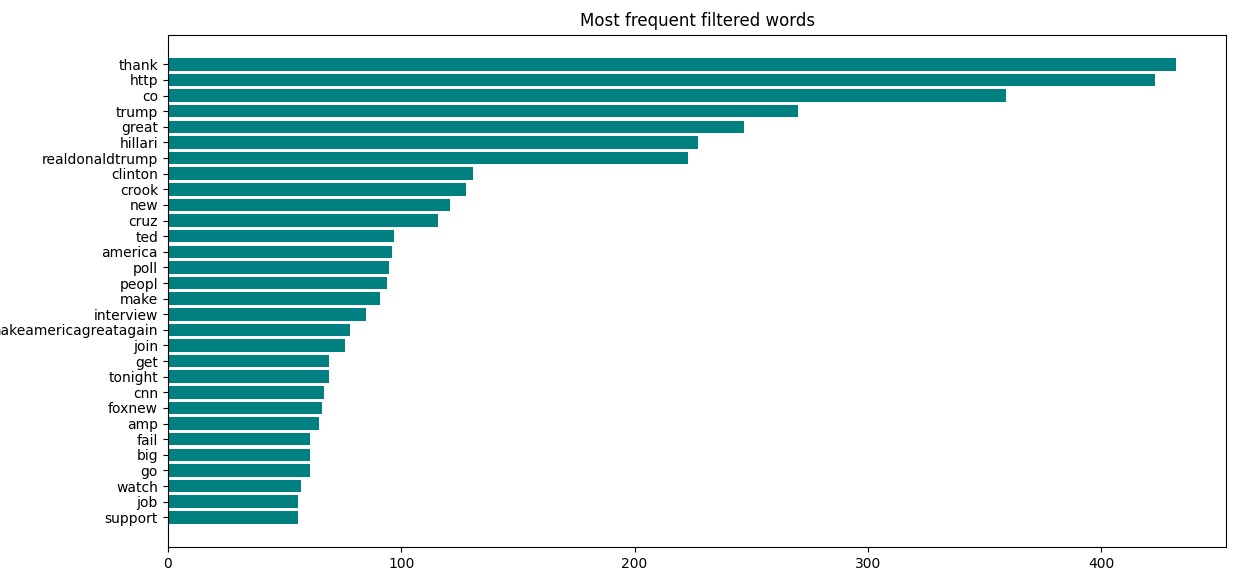 Most frequent filtered words
thank
http
co
trump
great
hillari
realdonaldtrump
clinton
crook
new
cruz
ted
america
poll
peopl
make
interview
akeamericagreatagain
join
get
tonight
cnn
foxnew
amp
fail
big
go
watch
job
support
0 100 200 300 400